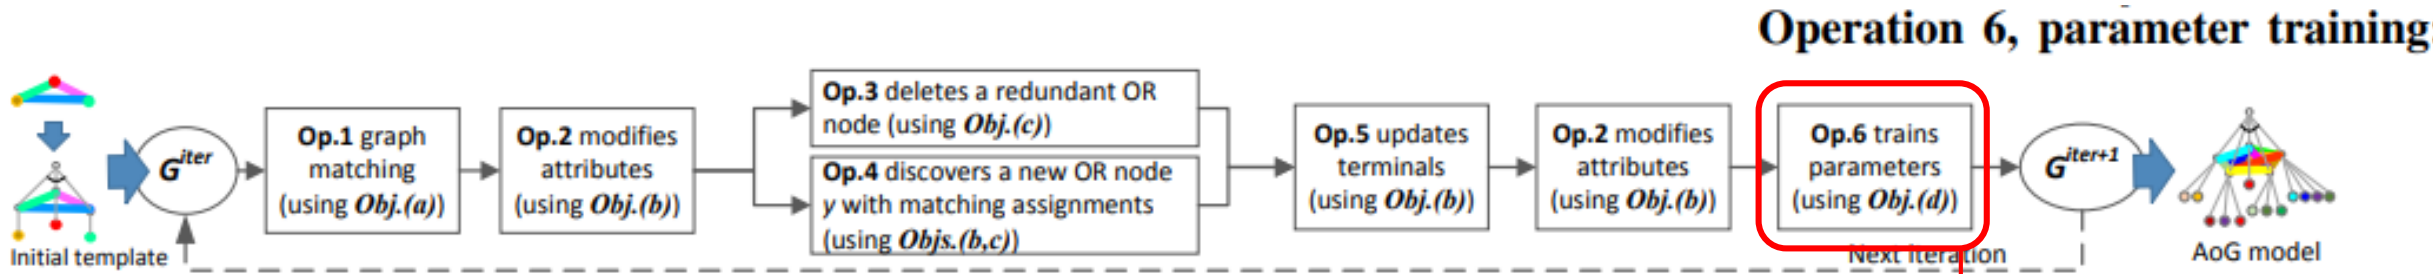 Operation 6, parameter training
Initial template
G^iter
Op.1 graph
matching
(using Obj.(a))
Op.2 modifies
attributes
(using Obj.(b))
Op.3 deletes a redundant OR
node (using Obj.(c))
Op.4 discovers a new OR node
y with matching assignments
(using Objs.(b,c))
Op.5 updates
terminals
(using Obj.(b))
Op.2 modifies
attributes
(using Obj.(b))
Op.6 trains
parameters
(using Obj.(d))
G^iter+1
Next iteration
AoG model